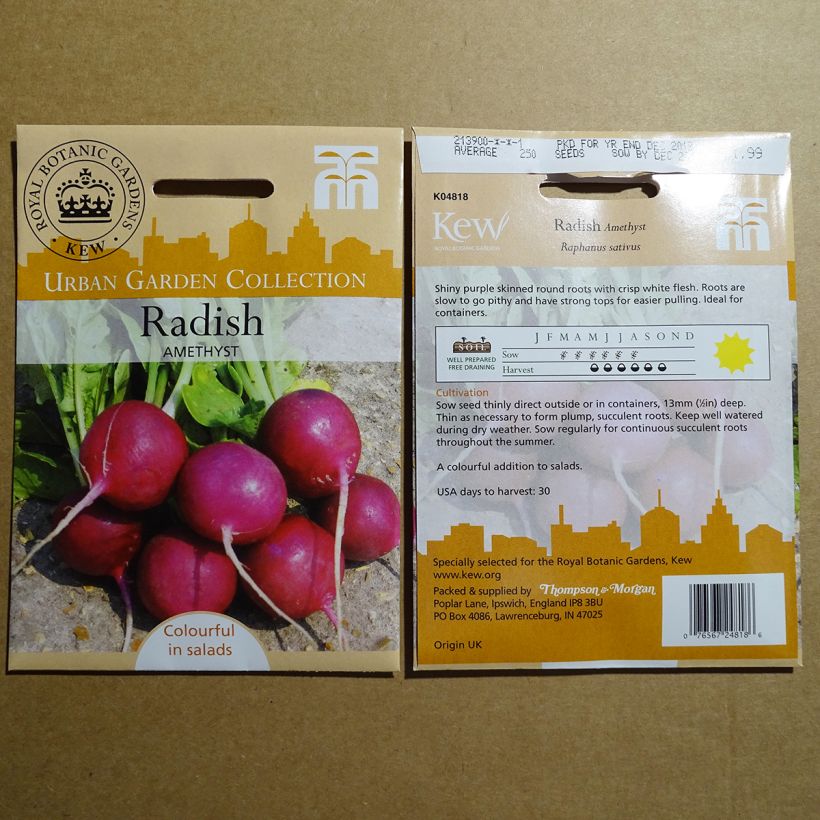 ROYAL BOTANIC GARDENS
· KEW ·
URBAN GARDEN COLLECTION
Radish
AMETHYST
Colourful
in salads
213900-x-x-1 PKD FOR YR END DEC
AVERAGE 250 SEEDS SOW BY DEC .99
K04818
Kew
ROYAL BOTANIC GARDENS
Radish Amethyst
Raphanus sativus
Shiny purple skinned round roots with crisp white flesh. Roots are
slow to go pithy and have strong tops for easier pulling. Ideal for
containers.
SOIL
WELL PREPARED
FREE DRAINING
J F M A M J J A S O N D
Sow
Harvest
Cultivation
Sow seed thinly direct outside or in containers, 13mm (½in) deep.
Thin as necessary to form plump, succulent roots. Keep well watered
during dry weather. Sow regularly for continuous succulent roots
throughout the summer.
A colourful addition to salads.
USA days to harvest: 30
Specially selected for the Royal Botanic Gardens, Kew
www.kew.org
Packed & supplied by Thompson & Morgan
Poplar Lane, Ipswich, England IP8 3BU
PO Box 4086, Lawrenceburg, IN 47025
Origin UK
0 76567 24818 6